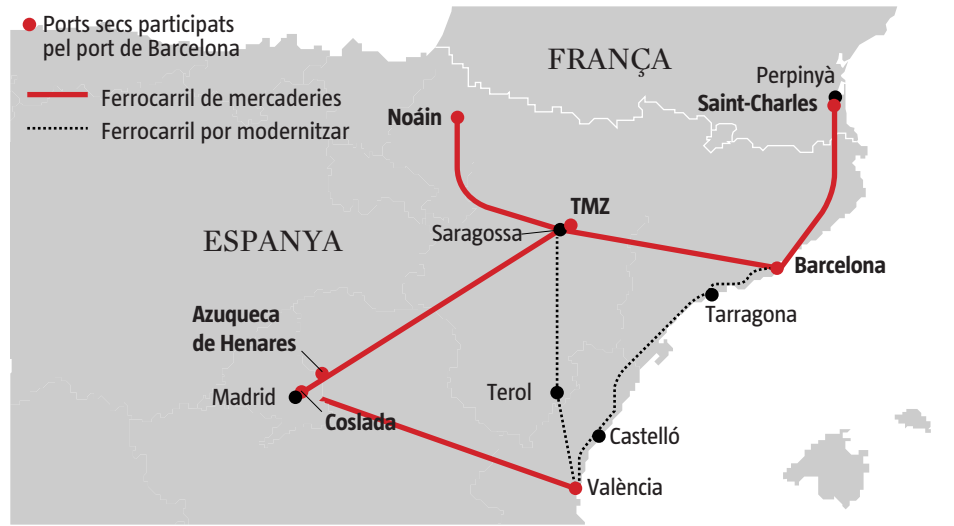 Ports secs participats
pel port de Barcelona
Ferrocarril de mercaderies
Ferrocarril por modernitzar
FRANÇA
Perpinyà
Saint-Charles
Noáin
TMZ
Saragossa
ESPANYA
Barcelona
Tarragona
Azuqueca
de Henares
Madrid
Coslada
Terol
Castelló
València